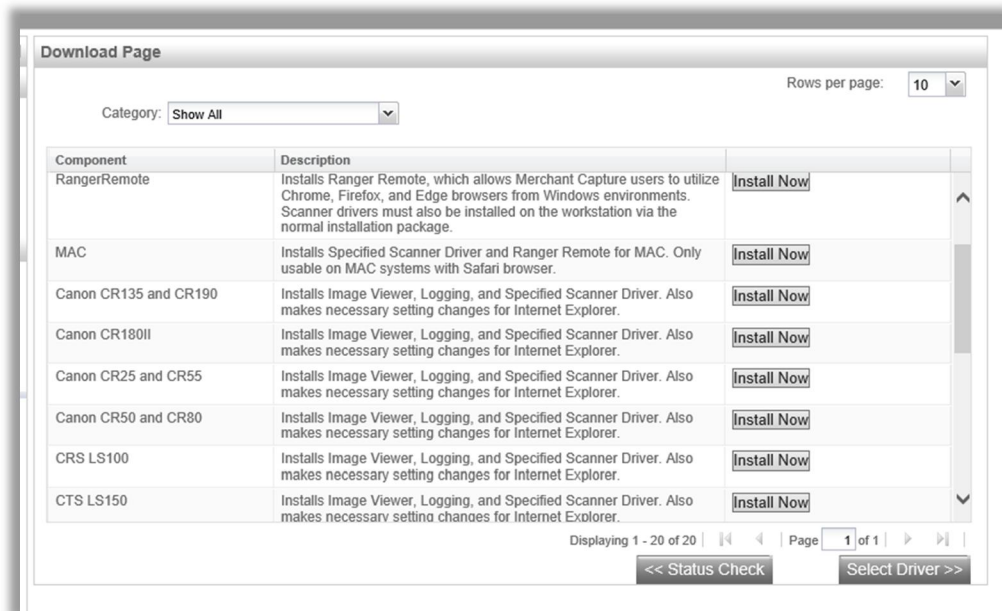 Download Page
Rows per page: 10
Category: Show All
Component Description
RangerRemote Installs Ranger Remote, which allows Merchant Capture users to utilize Install Now
Chrome, Firefox, and Edge browsers from Windows environments.
Scanner drivers must also be installed on the workstation via the
normal installation package.
MAC Installs Specified Scanner Driver and Ranger Remote for MAC. Only Install Now
usable on MAC systems with Safari browser.
Canon CR135 and CR190 Installs Image Viewer, Logging, and Specified Scanner Driver. Also Install Now
makes necessary setting changes for Internet Explorer.
Canon CR180II Installs Image Viewer, Logging, and Specified Scanner Driver. Also Install Now
makes necessary setting changes for Internet Explorer.
Canon CR25 and CR55 Installs Image Viewer, Logging, and Specified Scanner Driver. Also Install Now
makes necessary setting changes for Internet Explorer.
Canon CR50 and CR80 Installs Image Viewer, Logging, and Specified Scanner Driver. Also Install Now
makes necessary setting changes for Internet Explorer.
CRS LS100 Installs Image Viewer, Logging, and Specified Scanner Driver. Also Install Now
makes necessary setting changes for Internet Explorer.
CTS LS150 Installs Image Viewer, Logging, and Specified Scanner Driver. Also Install Now
makes necessary setting changes for Internet Explorer.
Displaying 1 - 20 of 20 Page 1 of 1
<< Status Check Select Driver >>